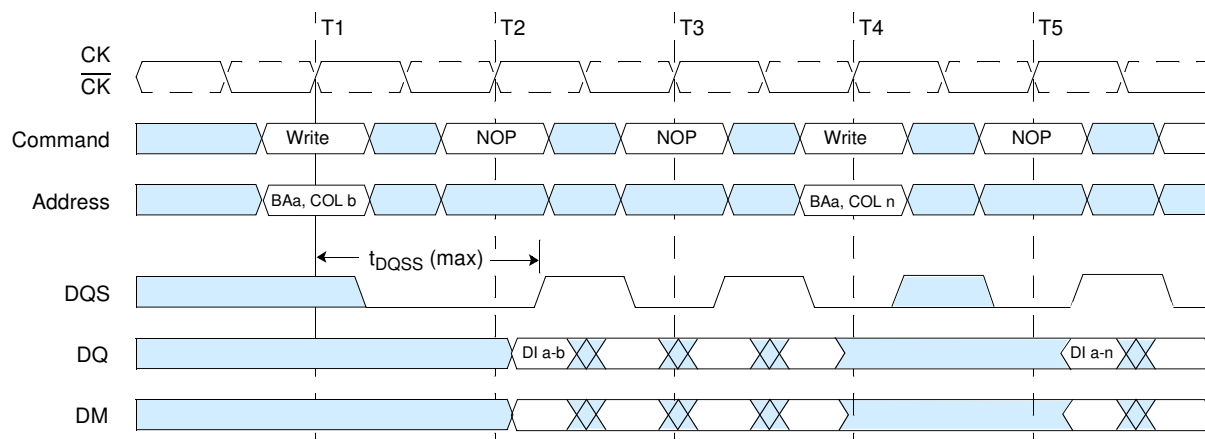 T1 T2 T3 T4 T5
CK
CK
Command Write NOP NOP Write NOP
Address BAa, COL b BAa, COL n
tDQSS (max)
DQS
DQ DI a-b DI a-n
DM